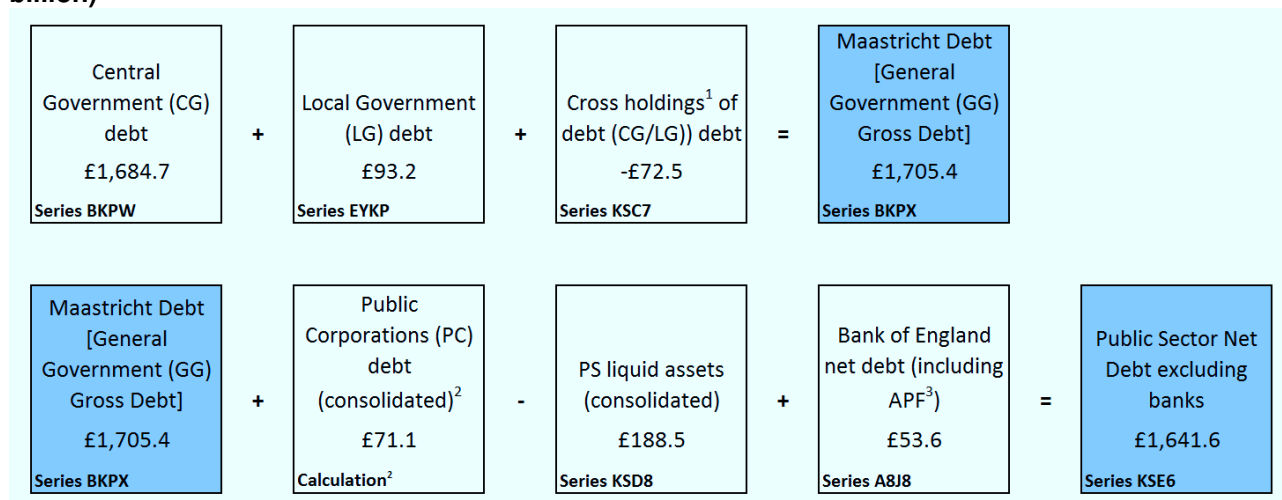 billion)
Central
Government (CG)
debt
£1,684.7
Series BKPW
+
Local Government
(LG) debt
£93.2
Series EYKP
+
Cross holdings¹ of
debt (CG/LG)) debt
-£72.5
Series KSC7
=
Maastricht Debt
[General
Government (GG)
Gross Debt]
£1,705.4
Series BKPX
Maastricht Debt
[General
Government (GG)
Gross Debt]
£1,705.4
Series BKPX
+
Public
Corporations (PC)
debt
(consolidated)²
£71.1
Calculation²
-
PS liquid assets
(consolidated)
£188.5
Series KSD8
+
Bank of England
net debt (including
APF³)
£53.6
Series A8J8
=
Public Sector Net
Debt excluding
banks
£1,641.6
Series KSE6